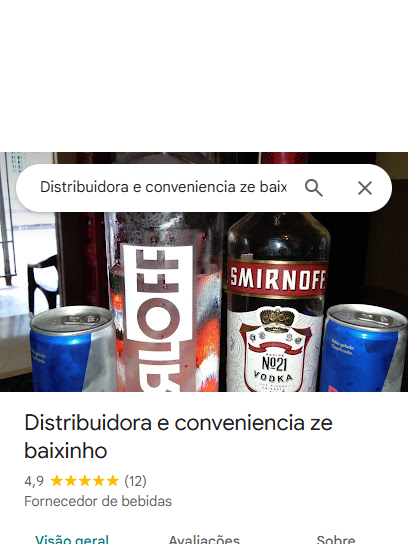 Distribuidora e conveniencia ze baix
SMIRNOFF
LOFF
Nº21
VODKA
Distribuidora e conveniencia ze
baixinho
4,9 ★★★★★ (12)
Fornecedor de bebidas
Visão geral Avaliações Sobre